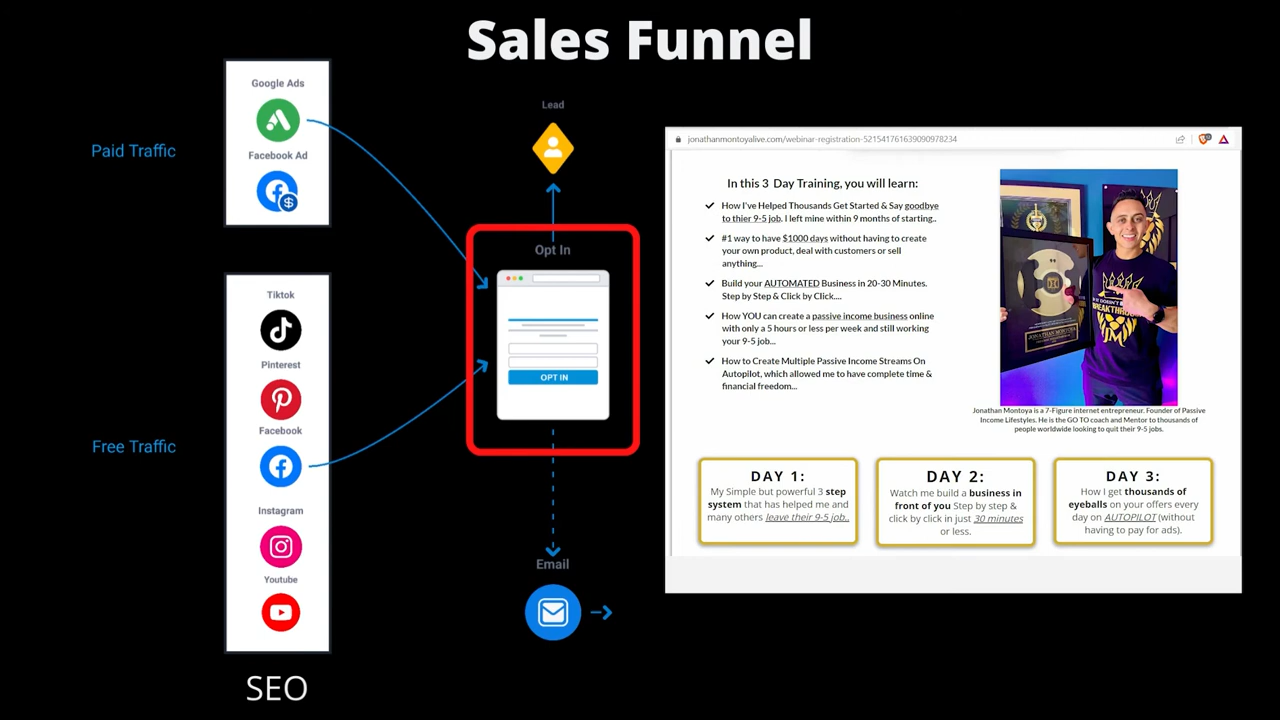 Sales Funnel
Paid Traffic
Google Ads
Facebook Ad
Free Traffic
Tiktok
Pinterest
Facebook
Instagram
Youtube
SEO
Lead
Opt In
OPT IN
Email
jonathanmontoyalive.com/webinar-registration-521541761639090978234
In this 3 Day Training, you will learn:
How I've Helped Thousands Get Started & Say goodbye
to thier 9-5 job. I left mine within 9 months of starting..
#1 way to have $1000 days without having to create
your own product, deal with customers or sell
anything...
Build your AUTOMATED Business in 20-30 Minutes.
Step by Step & Click by Click....
How YOU can create a passive income business online
with only a 5 hours or less per week and still working
your 9-5 job...
How to Create Multiple Passive Income Streams On
Autopilot, which allowed me to have complete time &
financial freedom...
BREAKTHROUGH
JM
JONATHAN MONTOYA
Jonathan Montoya is a 7-Figure internet entrepreneur. Founder of Passive
Income Lifestyles. He is the GO TO coach and Mentor to thousands of
people worldwide looking to quit their 9-5 jobs.
DAY 1:
My Simple but powerful 3 step
system that has helped me and
many others leave their 9-5 job..
DAY 2:
Watch me build a business in
front of you Step by step &
click by click in just 30 minutes
or less.
DAY 3:
How I get thousands of
eyeballs on your offers every
day on AUTOPILOT (without
having to pay for ads).